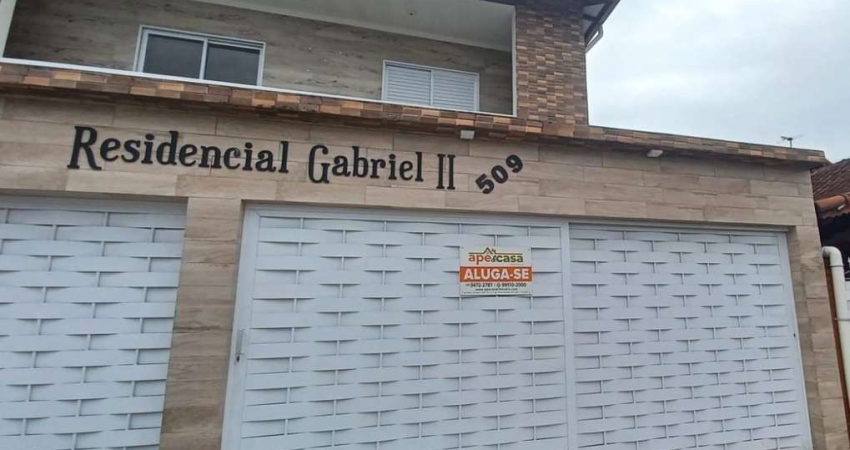 Residencial Gabriel II 509
apecasa
ALUGA-SE